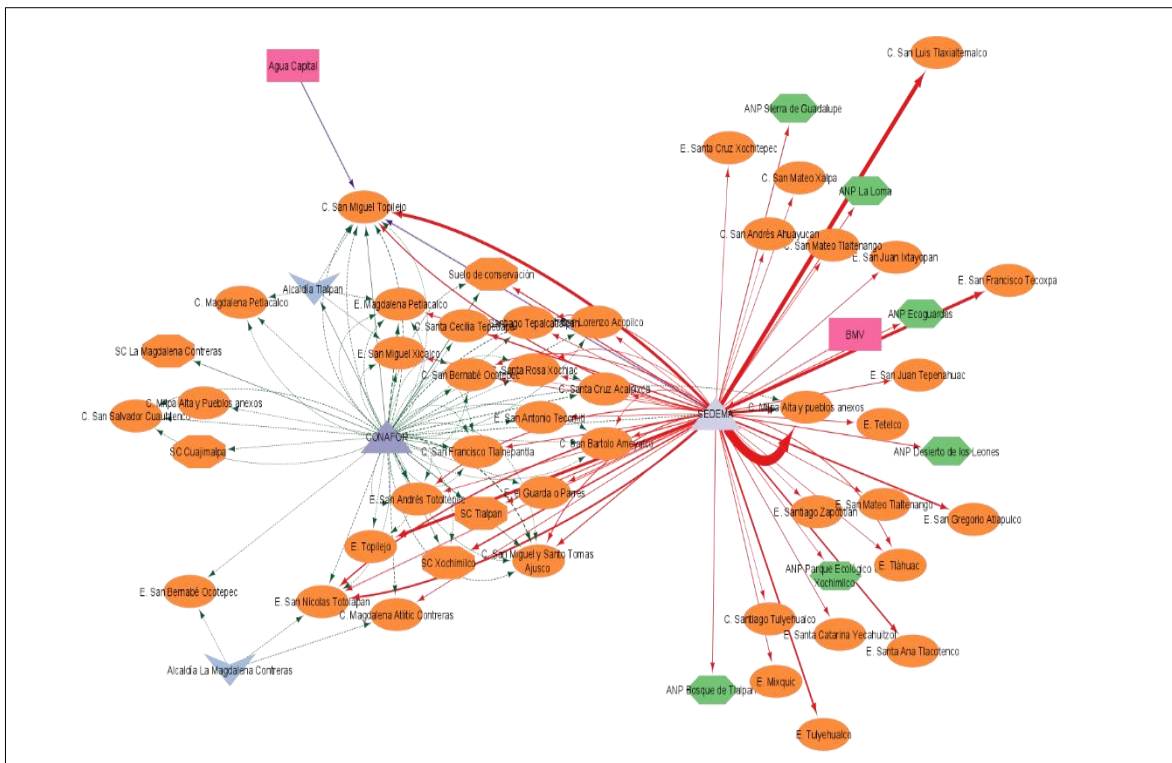 C. San Luis Tlaxialtemalco
Agua Capital
ANP Sierra de Guadalupe
E. Santa Cruz Xochitepec
C. San Mateo Xalpa
ANP La Loma
C. San Miguel Topilejo
C. San Andrés Ahuayucan
C. San Mateo Tlaltenango
E. San Juan Ixtayopan
Suelo de conservación
E. San Francisco Tecoxpa
Alcaldía Tlalpan
C. Magdalena Petlacalco
E. Magdalena Petlacalco
ANP Ecoguardas
C. Santa Cecilia Tepetlapa
Lorenzo Acopilco
BMV
SC La Magdalena Contreras
E. San Miguel Xicalco
C. San Bernabé Ocotepec
Santa Rosa Xochiac
E. San Juan Tepenahuac
C. Santa Cruz Acalpixca
C. Milpa Alta y Pueblos anexos
C. Milpa Alta y pueblos anexos
C. San Salvador Cuauhtenco
E. San Antonio Tecomitl
SEDEMA
E. Tetelco
CONAFOR
C. San Bartolo Ameyalco
SC Cuajimalpa
C. San Francisco Tlalnepantla
ANP Desierto de los Leones
E. San Andrés Totoltepec
E. el Guarda o Parres
E. San Mateo Tlaltenango
SC Tlalpan
E. Santiago Zapotitlán
E. San Gregorio Atlapulco
E. Topilejo
C. San Miguel y Santo Tomas
Ajusco
SC Xochimilco
E. Tláhuac
ANP Parque Ecológico
Xochimilco
E. San Bernabé Ocotepec
E. San Nicolas Totolapan
C. Magdalena Atlitic Contreras
C. Santiago Tulyehualco
E. Santa Catarina Yecahuitzol
E. Santa Ana Tlacotenco
Alcaldía La Magdalena Contreras
E. Mixquic
ANP Bosque de Tlalpan
E. Tulyehualco